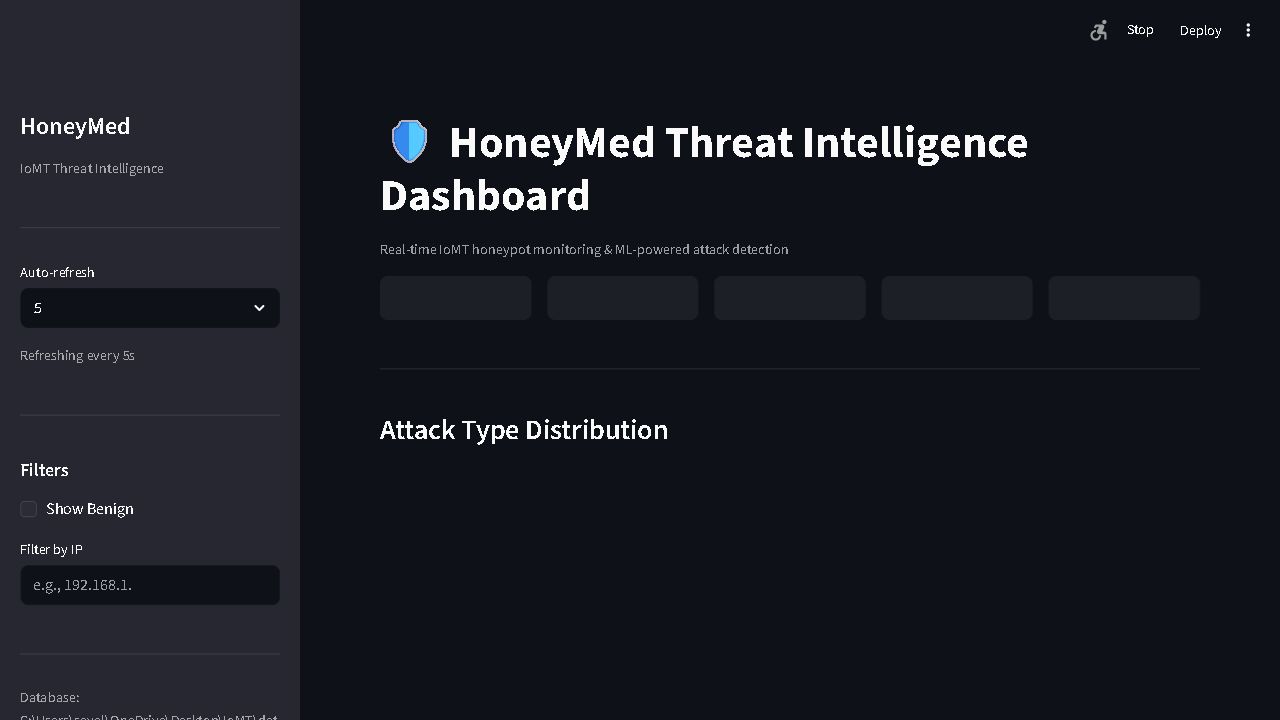 Stop
Deploy
HoneyMed
IoMT Threat Intelligence
Auto-refresh
5
Refreshing every 5s
Filters
Show Benign
Filter by IP
e.g., 192.168.1.
Database:
HoneyMed Threat Intelligence
Dashboard
Real-time IoMT honeypot monitoring & ML-powered attack detection
Attack Type Distribution